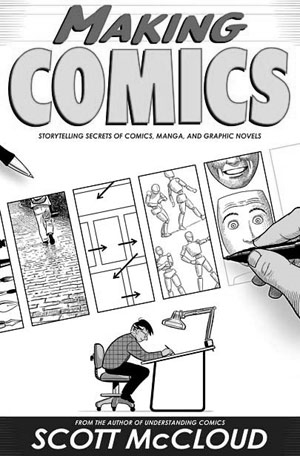 MAKING
COMICS
STORYTELLING SECRETS OF COMICS, MANGA, AND GRAPHIC NOVELS
FROM THE AUTHOR OF UNDERSTANDING COMICS
SCOTT McCLOUD